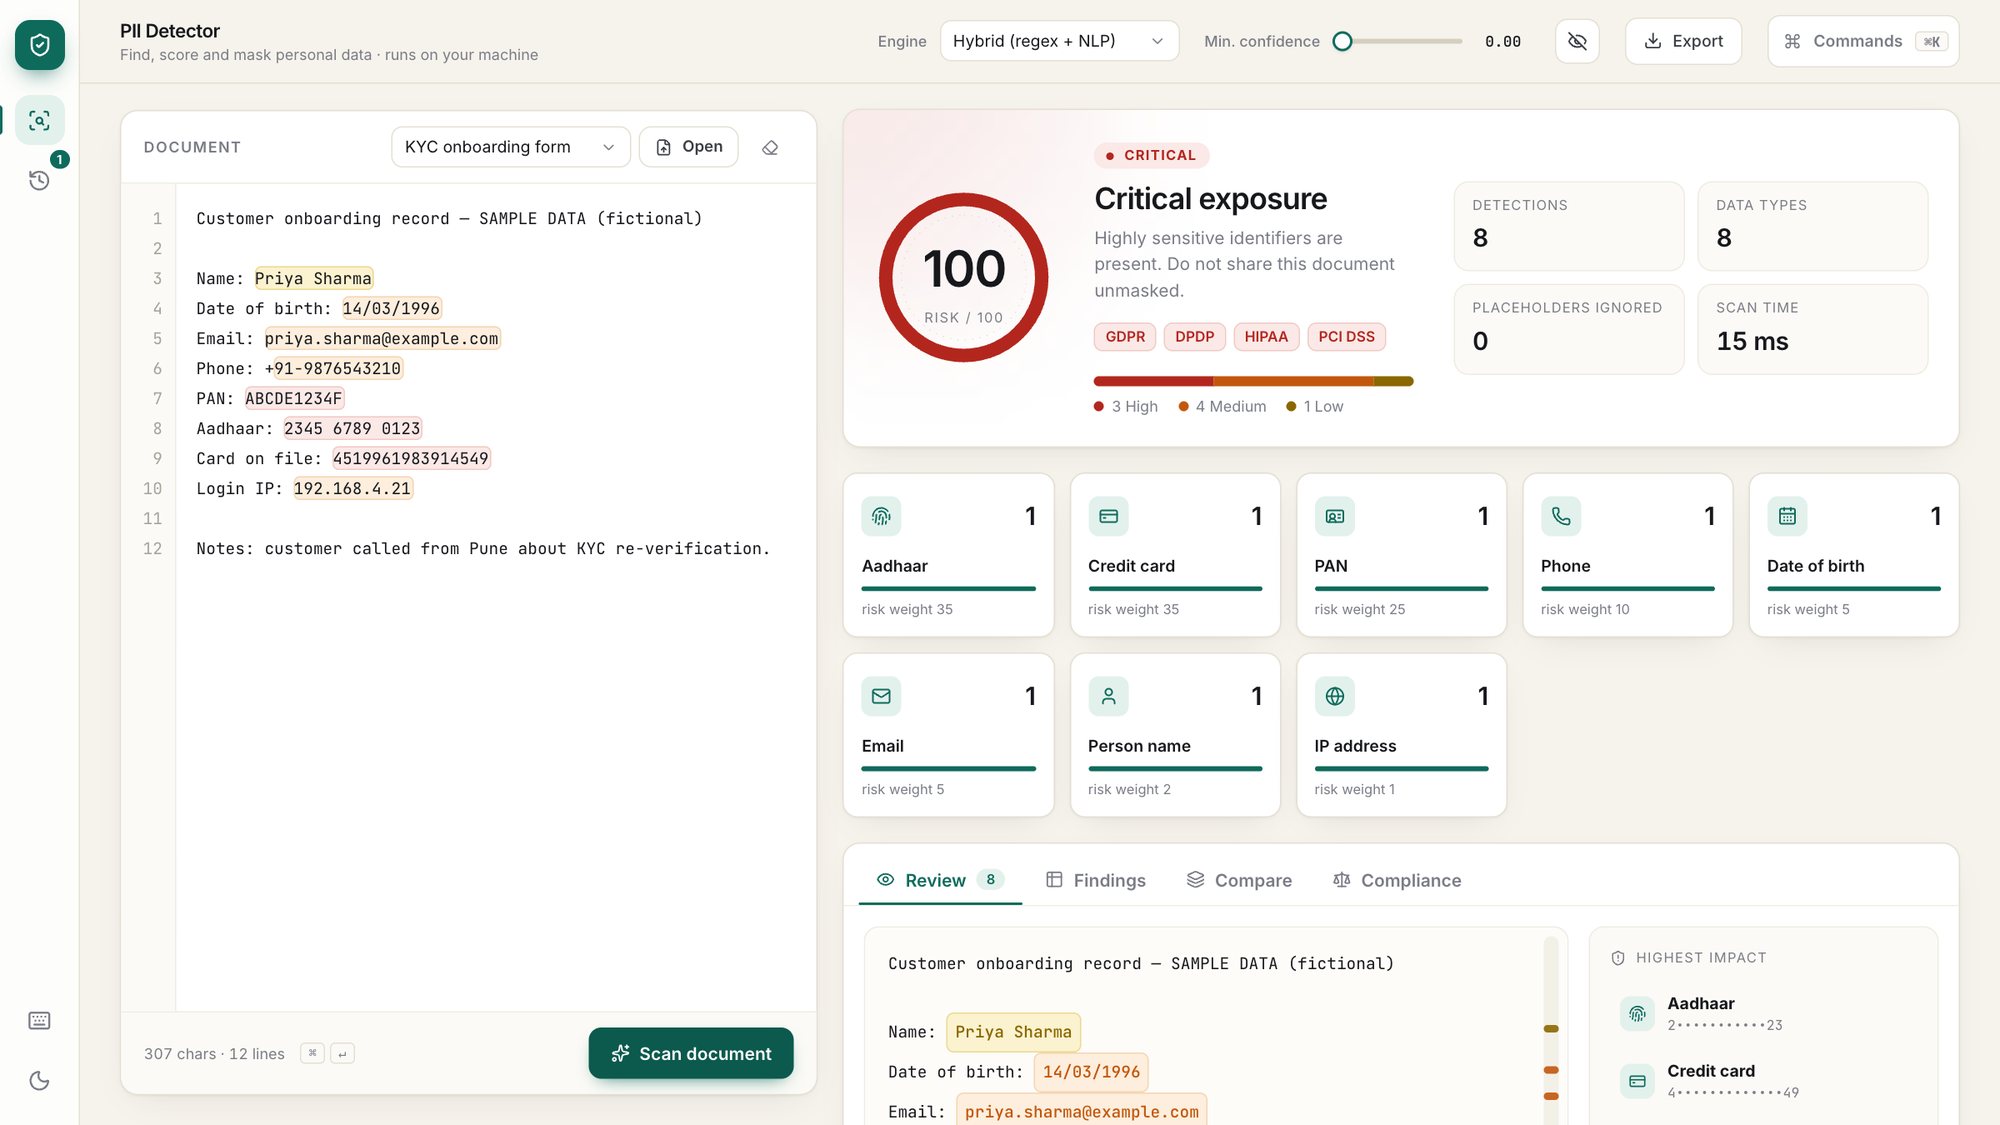 PII Detector
Find, score and mask personal data · runs on your machine
Engine
Hybrid (regex + NLP)
Min. confidence
0.00
Export
Commands
⌘K
1
DOCUMENT
KYC onboarding form
Open
1 Customer onboarding record — SAMPLE DATA (fictional)
2
3 Name: Priya Sharma
4 Date of birth: 14/03/1996
5 Email: priya.sharma@example.com
6 Phone: +91-9876543210
7 PAN: ABCDE1234F
8 Aadhaar: 2345 6789 0123
9 Card on file: 4519961983914549
10 Login IP: 192.168.4.21
11
12 Notes: customer called from Pune about KYC re-verification.
307 chars · 12 lines
⌘ ↵
Scan document
100
RISK / 100
CRITICAL
Critical exposure
Highly sensitive identifiers are
present. Do not share this document
unmasked.
GDPR DPDP HIPAA PCI DSS
3 High 4 Medium 1 Low
DETECTIONS
8
DATA TYPES
8
PLACEHOLDERS IGNORED
0
SCAN TIME
15 ms
1
Aadhaar
risk weight 35
1
Credit card
risk weight 35
1
PAN
risk weight 25
1
Phone
risk weight 10
1
Date of birth
risk weight 5
1
Email
risk weight 5
1
Person name
risk weight 2
1
IP address
risk weight 1
Review 8
Findings
Compare
Compliance
Customer onboarding record — SAMPLE DATA (fictional)
Name: Priya Sharma
Date of birth: 14/03/1996
Email: priya.sharma@example.com
HIGHEST IMPACT
Aadhaar
2•••••••••••23
Credit card
4•••••••••••••49